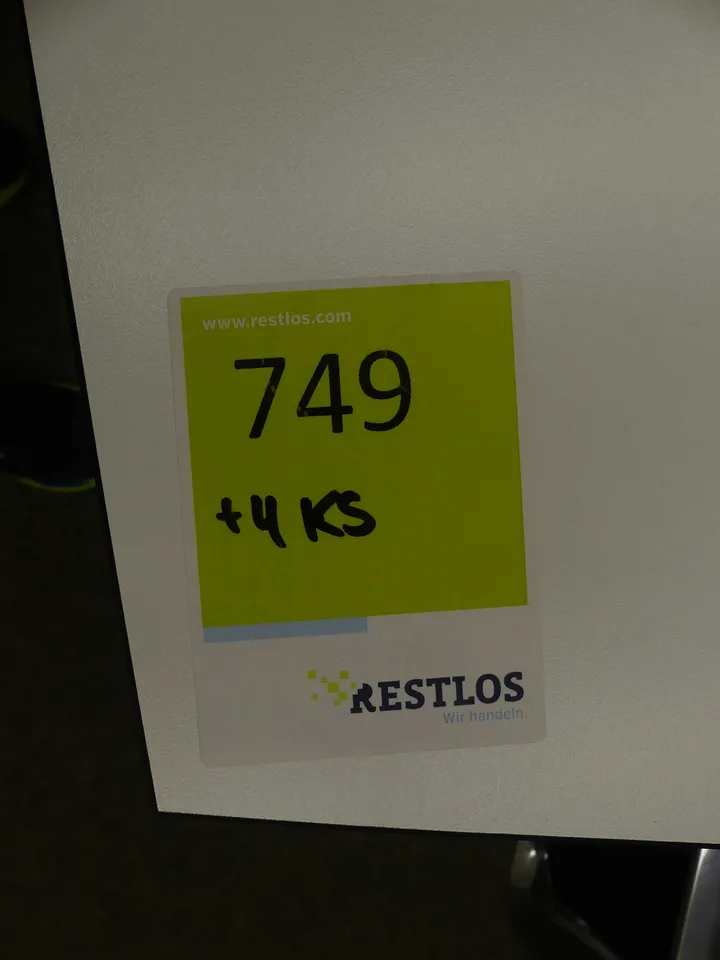 www.restlos.com
749
+4 KS
RESTLOS
Wir handeln.